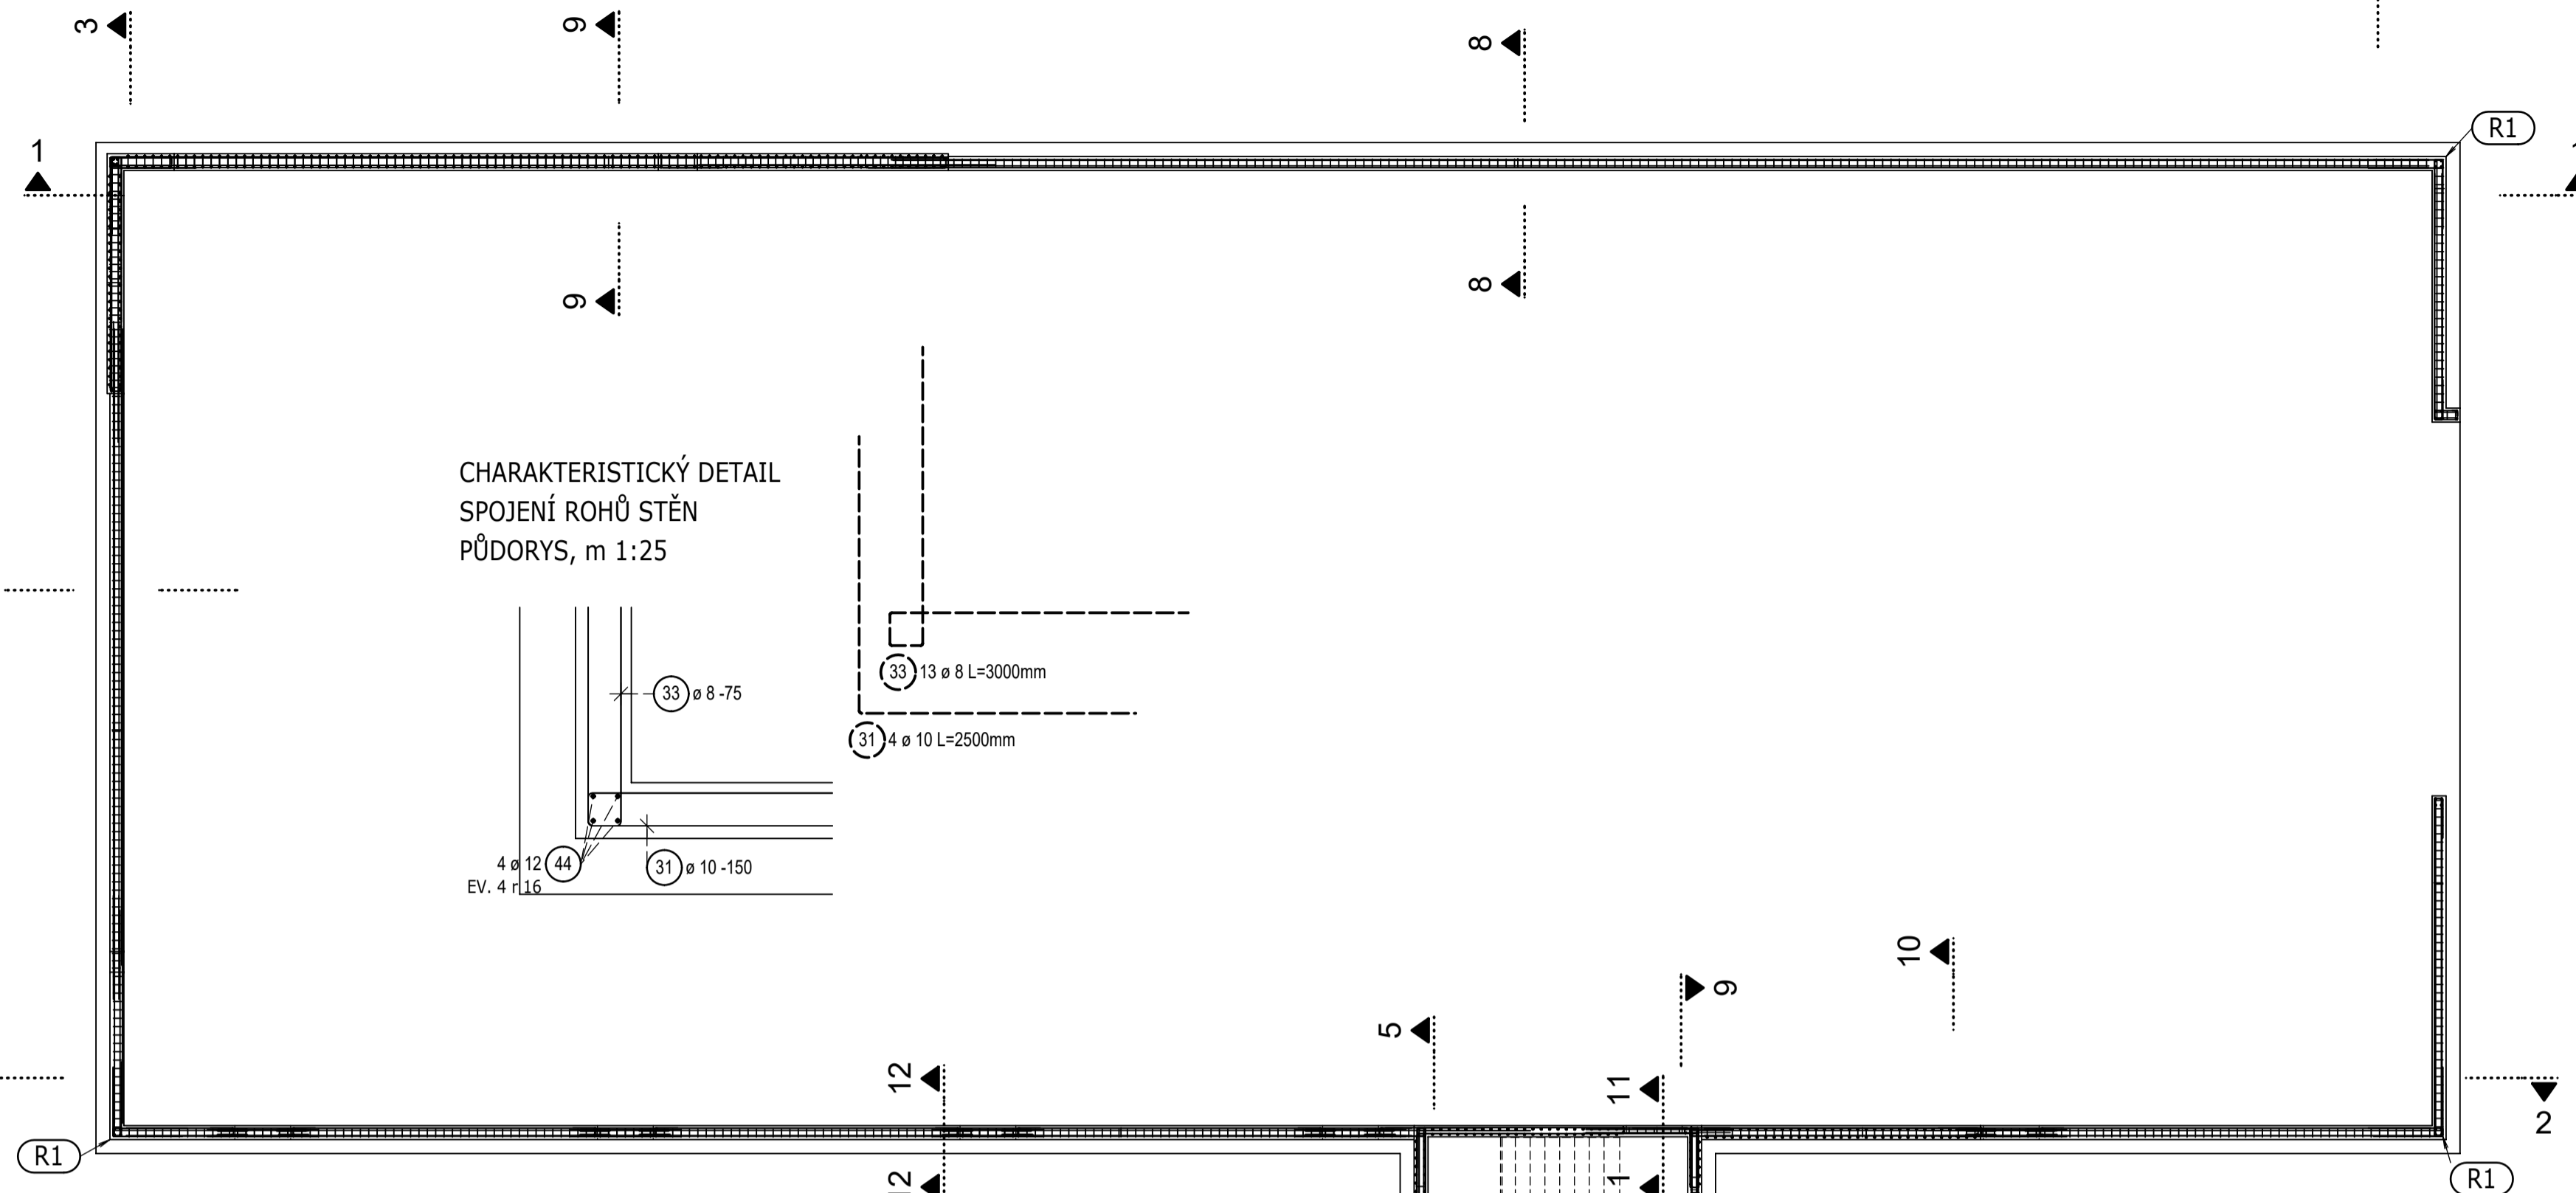 3
9
8
R1
1
9
8
CHARAKTERISTICKÝ DETAIL
SPOJENÍ ROHŮ STĚN
PŮDORYS, m 1:25
33 13 ø 8 L=3000mm
33 ø 8 -75
31 4 ø 10 L=2500mm
4 ø 12 44
EV. 4 r 16
31 ø 10 -150
10
9
5
12
11
2
R1
R1